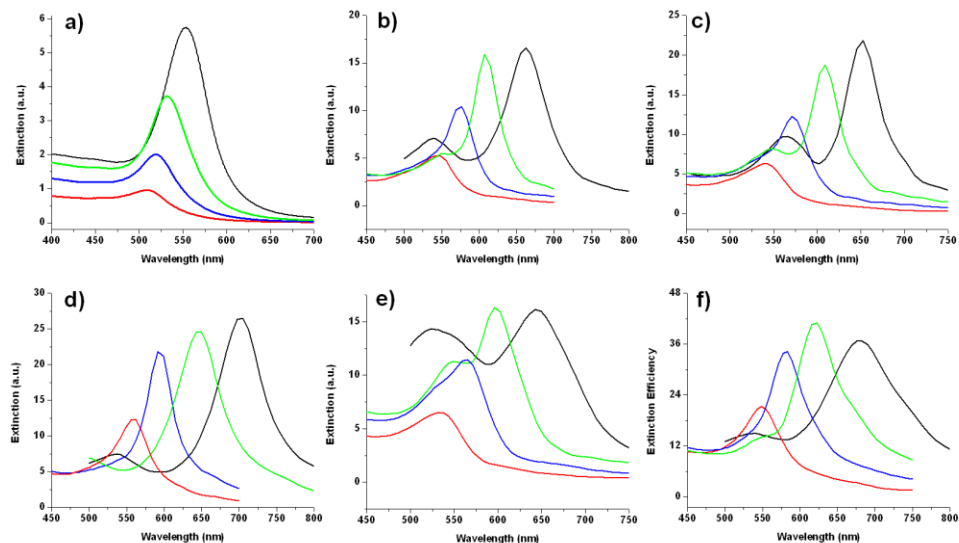 a)
6
5
4
3
2
1
0
Extinction (a.u.)
400 450 500 550 600 650 700
Wavelength (nm)
b)
20
15
10
5
0
Extinction (a.u.)
450 500 550 600 650 700 750 800
Wavelength (nm)
c)
25
20
15
10
5
0
Extinction (a.u.)
450 500 550 600 650 700 750
Wavelength (nm)
d)
30
25
20
15
10
5
0
Extinction (a.u.)
450 500 550 600 650 700 750 800
Wavelength (nm)
e)
15
10
5
0
Extinction (a.u.)
450 500 550 600 650 700 750
Wavelength (nm)
f)
48
36
24
12
0
Extinction Efficiency
450 500 550 600 650 700 750 800
Wavelength (nm)